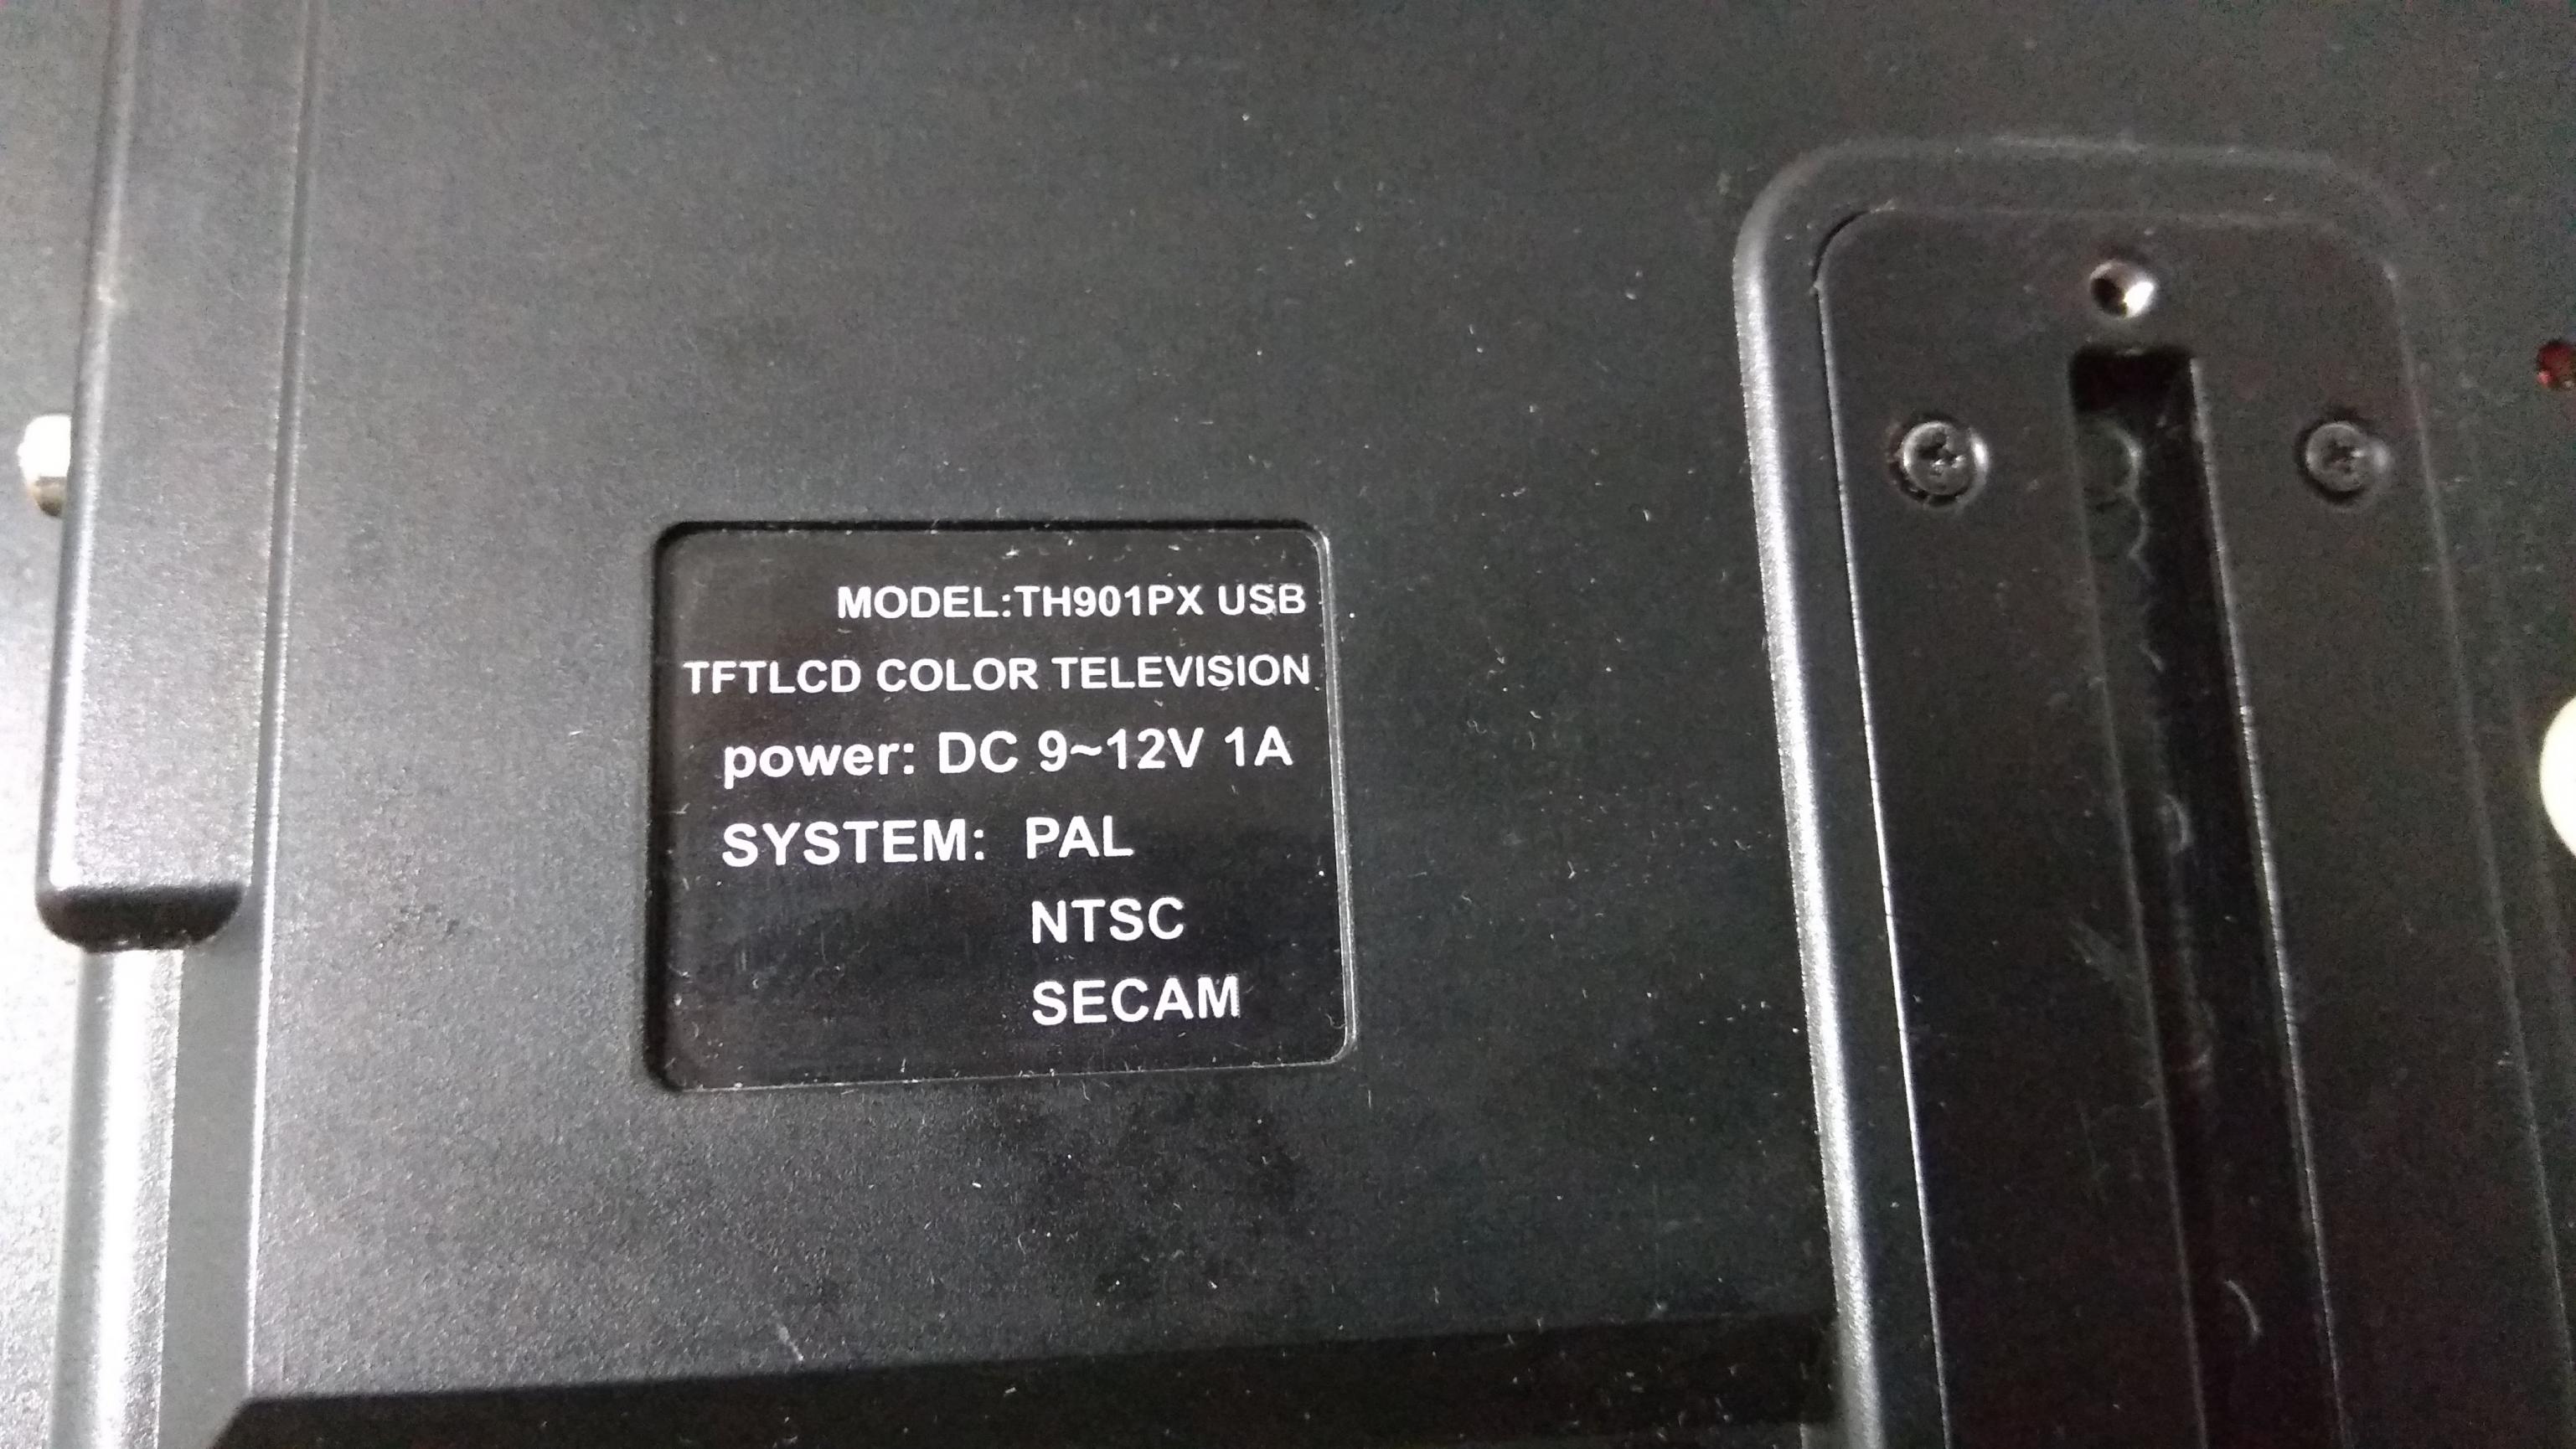 MODEL:TH901PX USB
TFTLCD COLOR TELEVISION
power: DC 9~12V 1A
SYSTEM: PAL
NTSC
SECAM